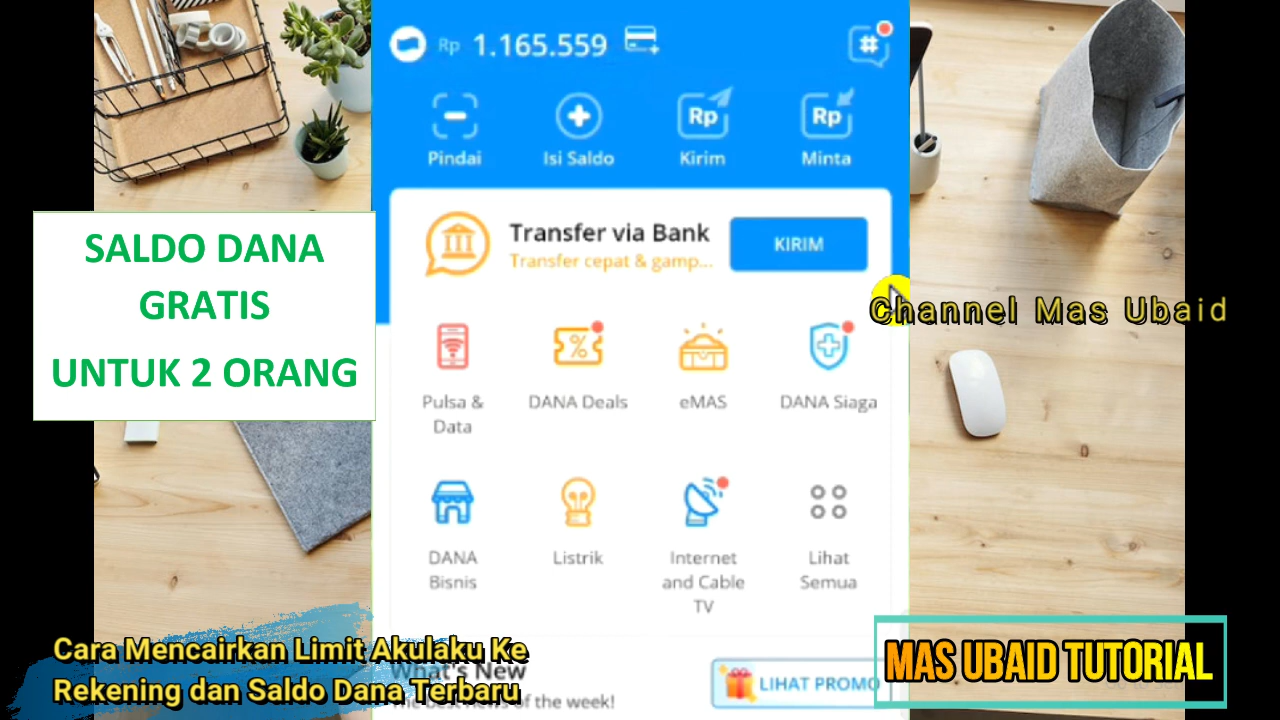 Rp 1.165.559
Pindai
Isi Saldo
Rp
Kirim
Rp
Minta
SALDO DANA
GRATIS
UNTUK 2 ORANG
Transfer via Bank
Transfer cepat & gamp...
KIRIM
Channel Mas Ubaid
Pulsa &
Data
DANA Deals
eMAS
DANA Siaga
DANA
Bisnis
Listrik
Internet
and Cable
TV
Lihat
Semua
Cara Mencairkan Limit Akulaku Ke
Rekening dan Saldo Dana Terbaru
What's New
of the week!
LIHAT PROMO
MAS UBAID TUTORIAL